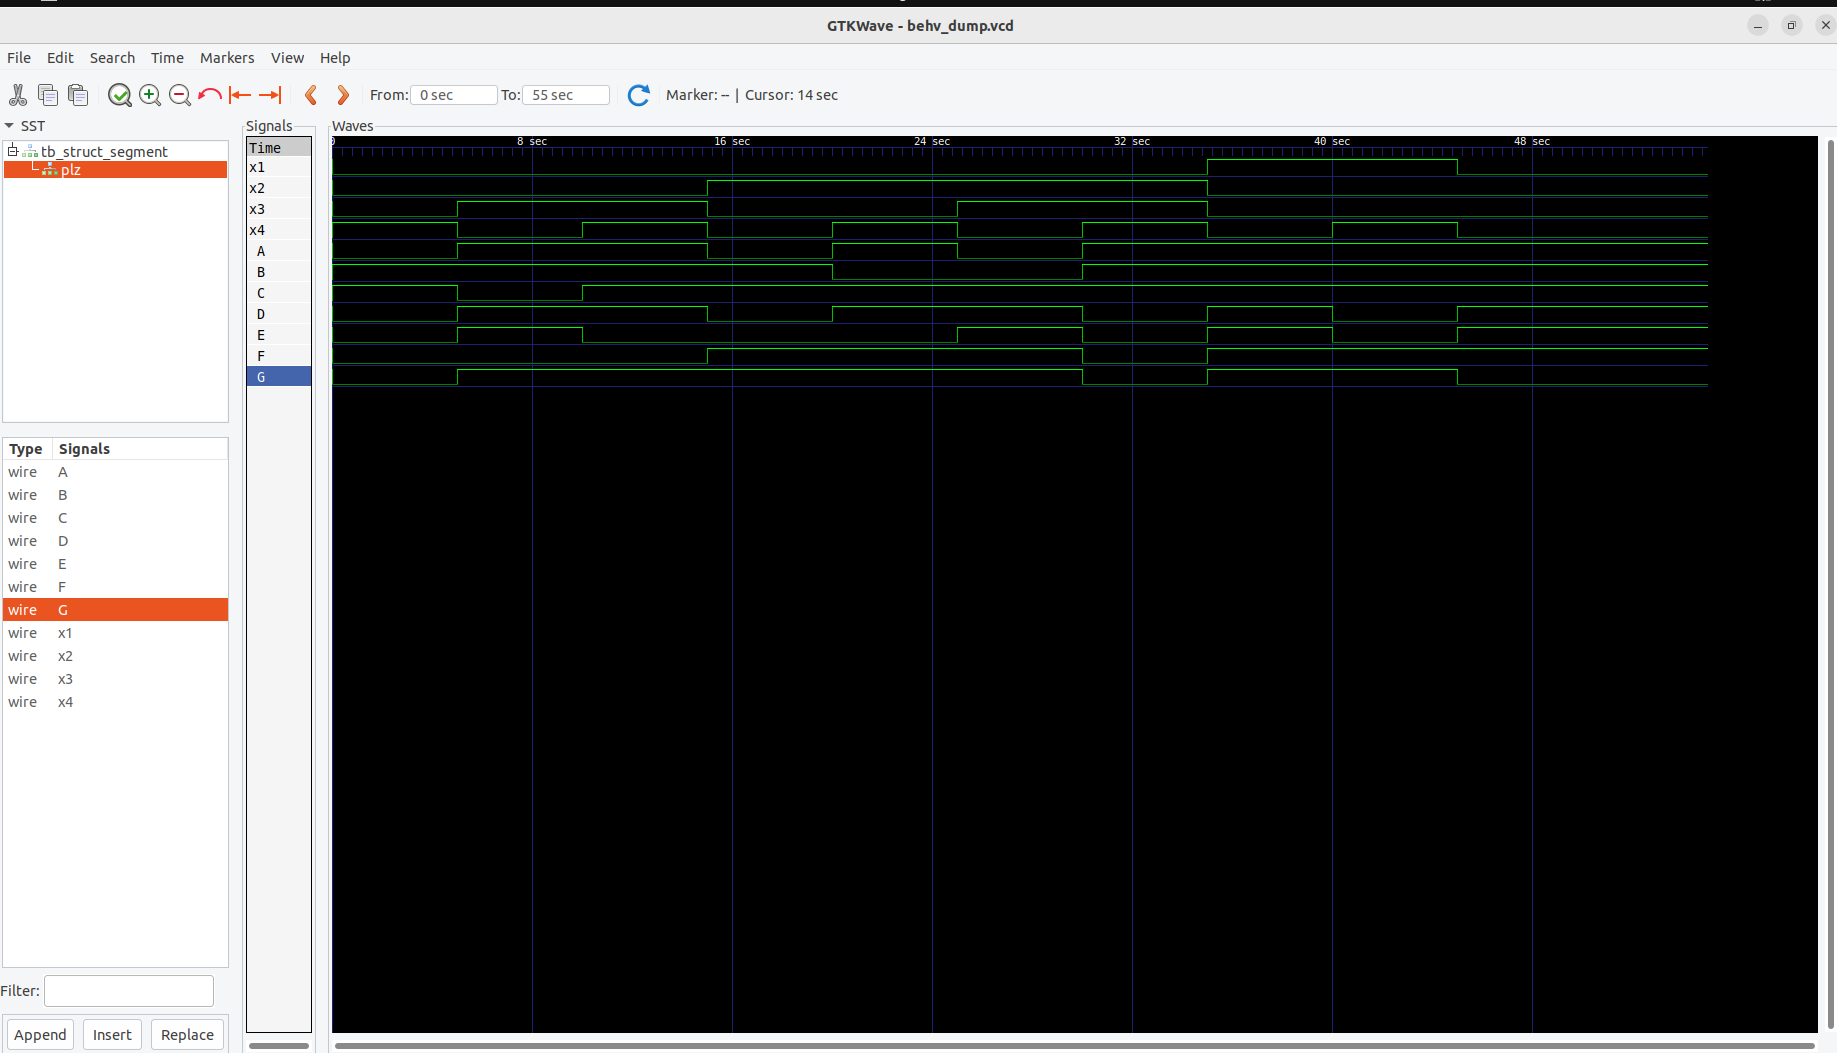 GTKWave - behv_dump.vcd
File Edit Search Time Markers View Help
From: 0 sec To: 55 sec Marker: -- | Cursor: 14 sec
SST
tb_struct_segment
plz
Type Signals
wire A
wire B
wire C
wire D
wire E
wire F
wire G
wire x1
wire x2
wire x3
wire x4
Filter:
Append Insert Replace
Signals
Time
x1
x2
x3
x4
A
B
C
D
E
F
G
Waves
0 8 sec 16 sec 24 sec 32 sec 40 sec 48 sec